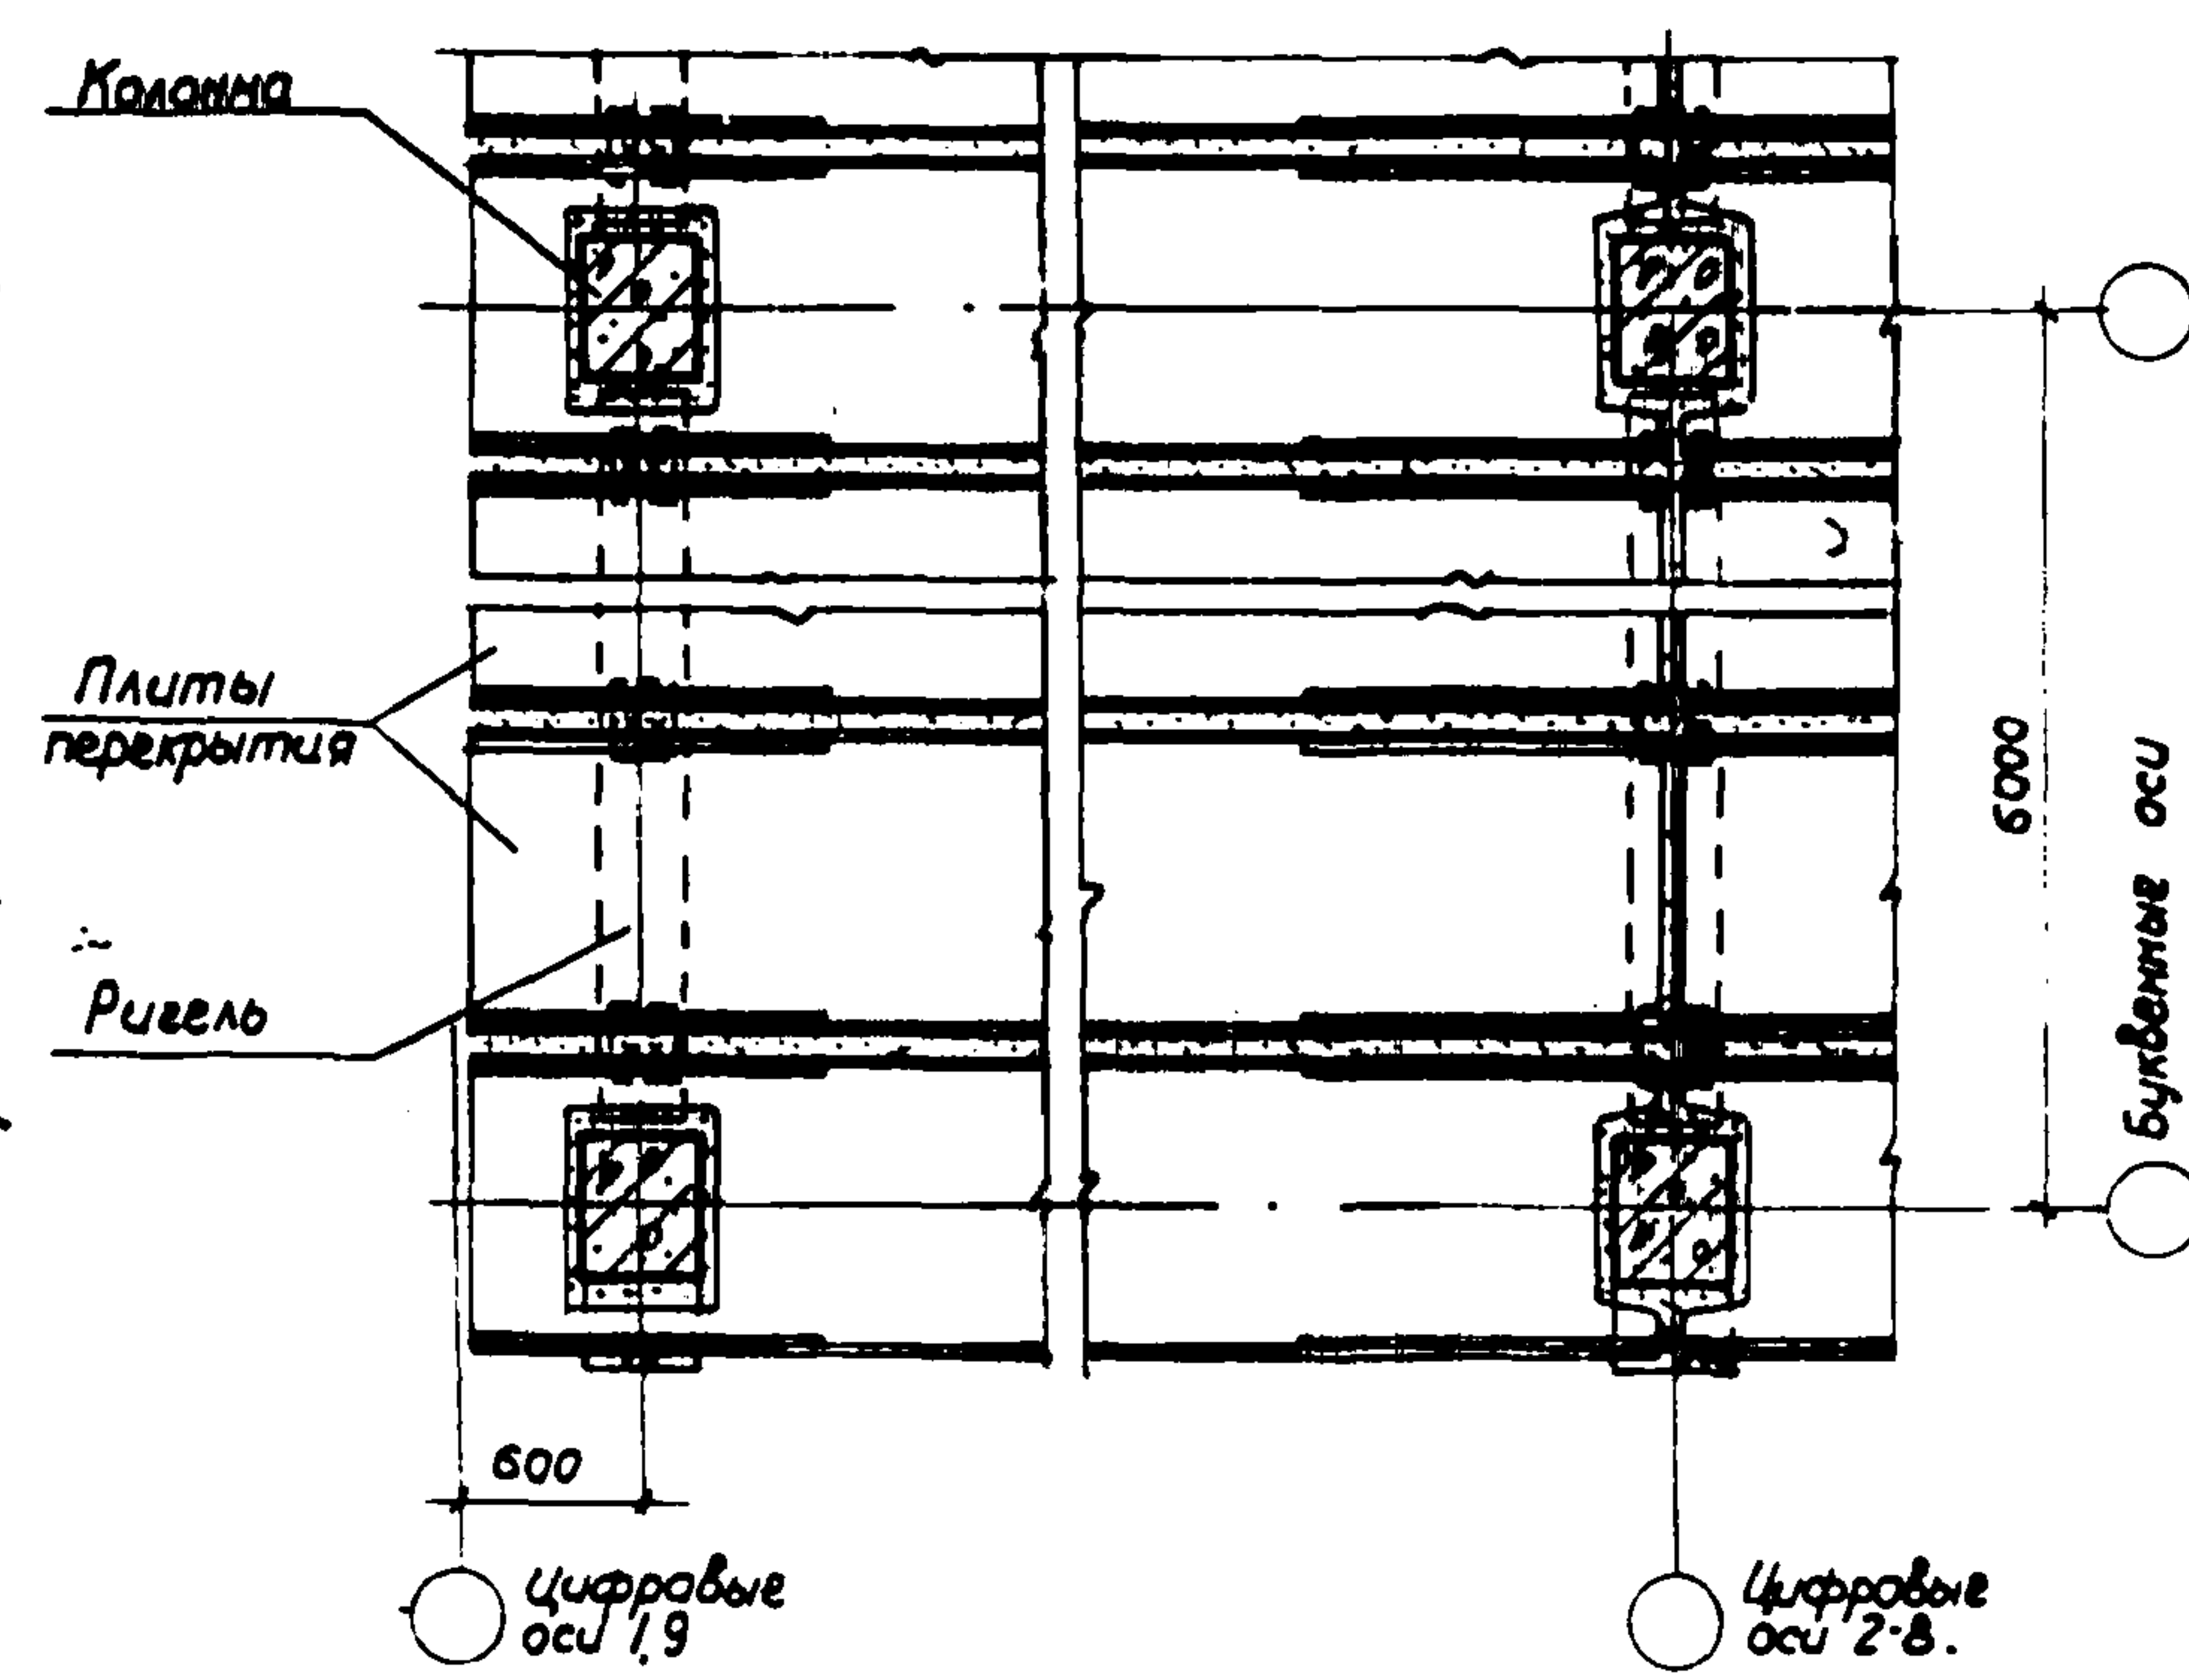 Колонна
Плиты
перекрытия
Ригель
6000
Буквенные оси
600
Цифровые
оси 1,9
Цифровые
оси 2-8.